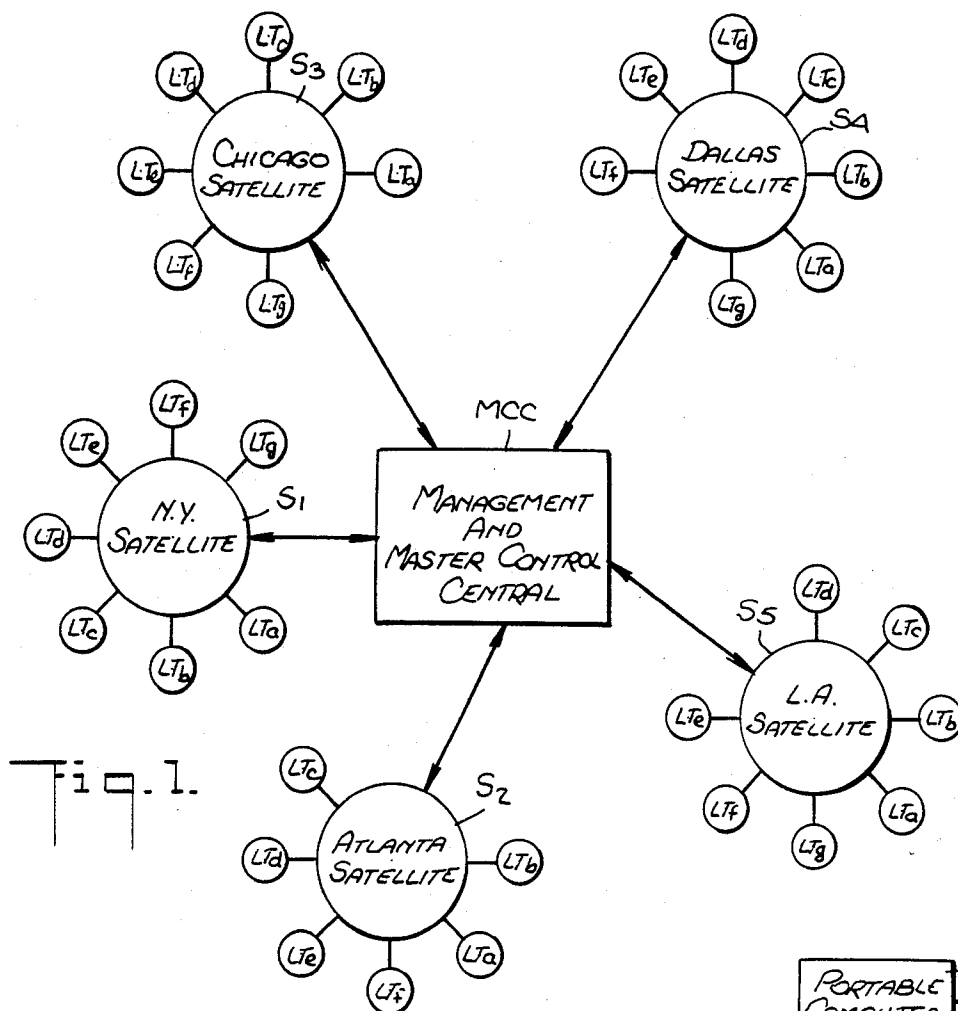 LTc
S3
LTd
LTb
CHICAGO
SATELLITE
LTe
LTa
LTf
LTg
LTd
LTe
LTc
S4
DALLAS
SATELLITE
LTf
LTb
LTa
LTg
MCC
MANAGEMENT
AND
MASTER CONTROL
CENTRAL
LTf
LTe
LTg
S1
N.Y.
SATELLITE
LTd
LTc
LTa
LTb
LTd
S5
LTc
L.A.
SATELLITE
LTe
LTb
LTf
LTa
LTg
Fig.1.
LTc
S2
ATLANTA
SATELLITE
LTd
LTb
LTe
LTa
LTf
PORTABLE
COMPUTER